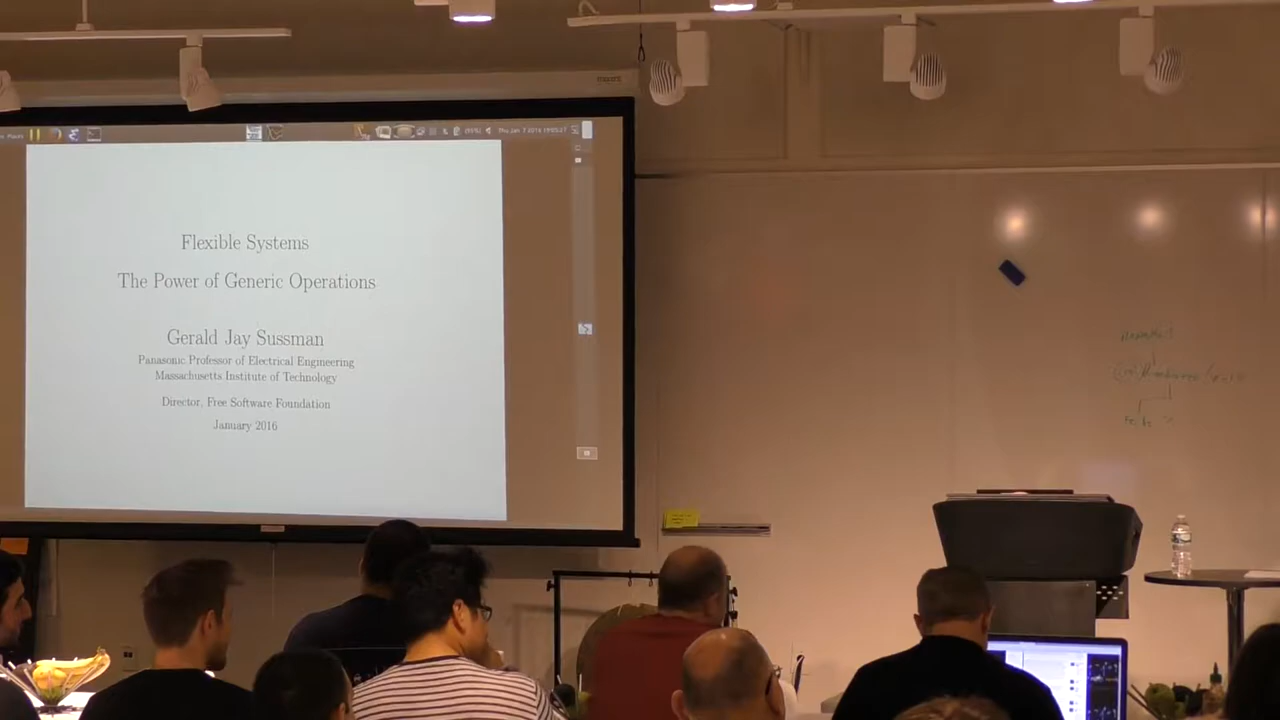 Flexible Systems
The Power of Generic Operations
Gerald Jay Sussman
Panasonic Professor of Electrical Engineering
Massachusetts Institute of Technology
Director, Free Software Foundation
January 2016